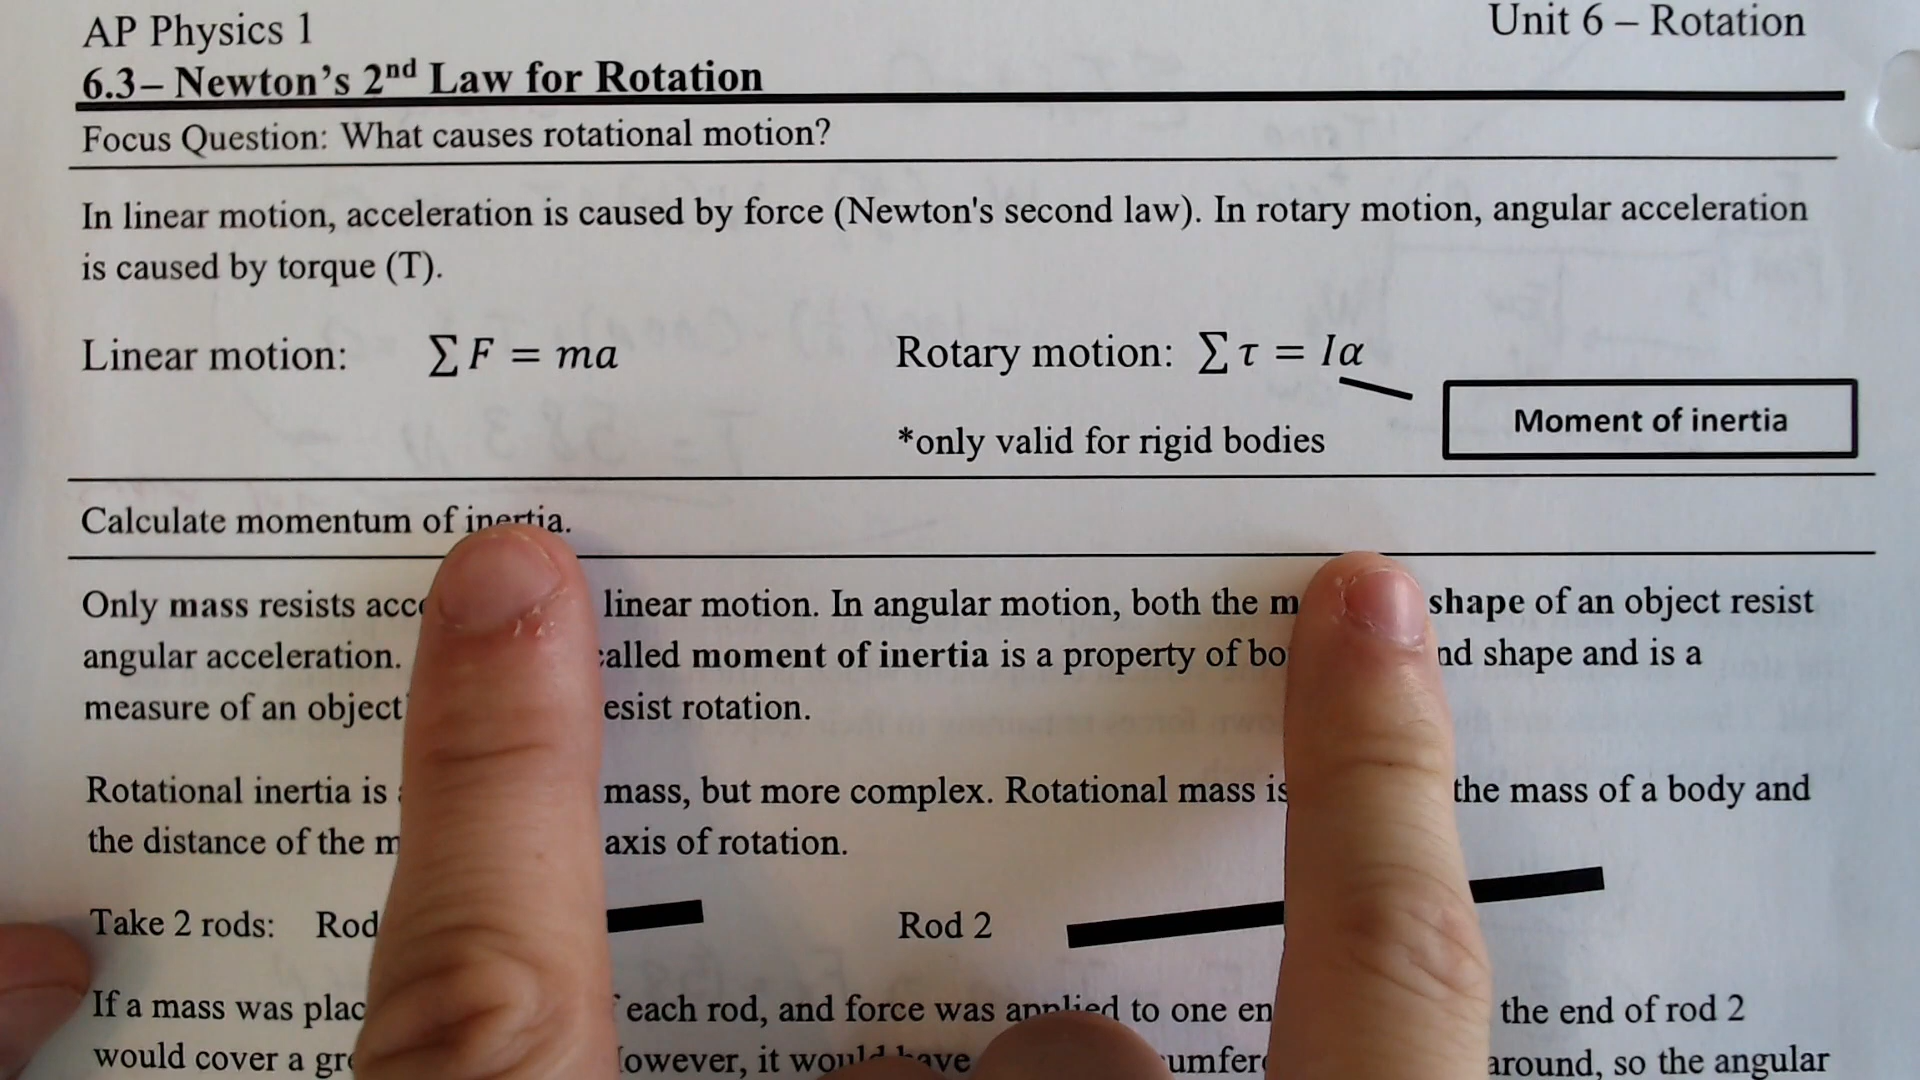 AP Physics 1 Unit 6 – Rotation
6.3– Newton's 2nd Law for Rotation
Focus Question: What causes rotational motion?
In linear motion, acceleration is caused by force (Newton's second law). In rotary motion, angular acceleration
is caused by torque (T).
Linear motion: ∑ F = ma Rotary motion: ∑ τ = Iα
Moment of inertia
*only valid for rigid bodies
Calculate momentum of inertia.
Only mass resists linear motion. In angular motion, both the shape of an object resist
angular acceleration. called moment of inertia is a property of shape and is a
measure of an object resist rotation.
Rotational inertia is mass, but more complex. Rotational mass is the mass of a body and
the distance of the axis of rotation.
Take 2 rods: Rod Rod 2
If a mass was each rod, and force was applied to one the end of rod 2
would cover a However, it would have around, so the angular